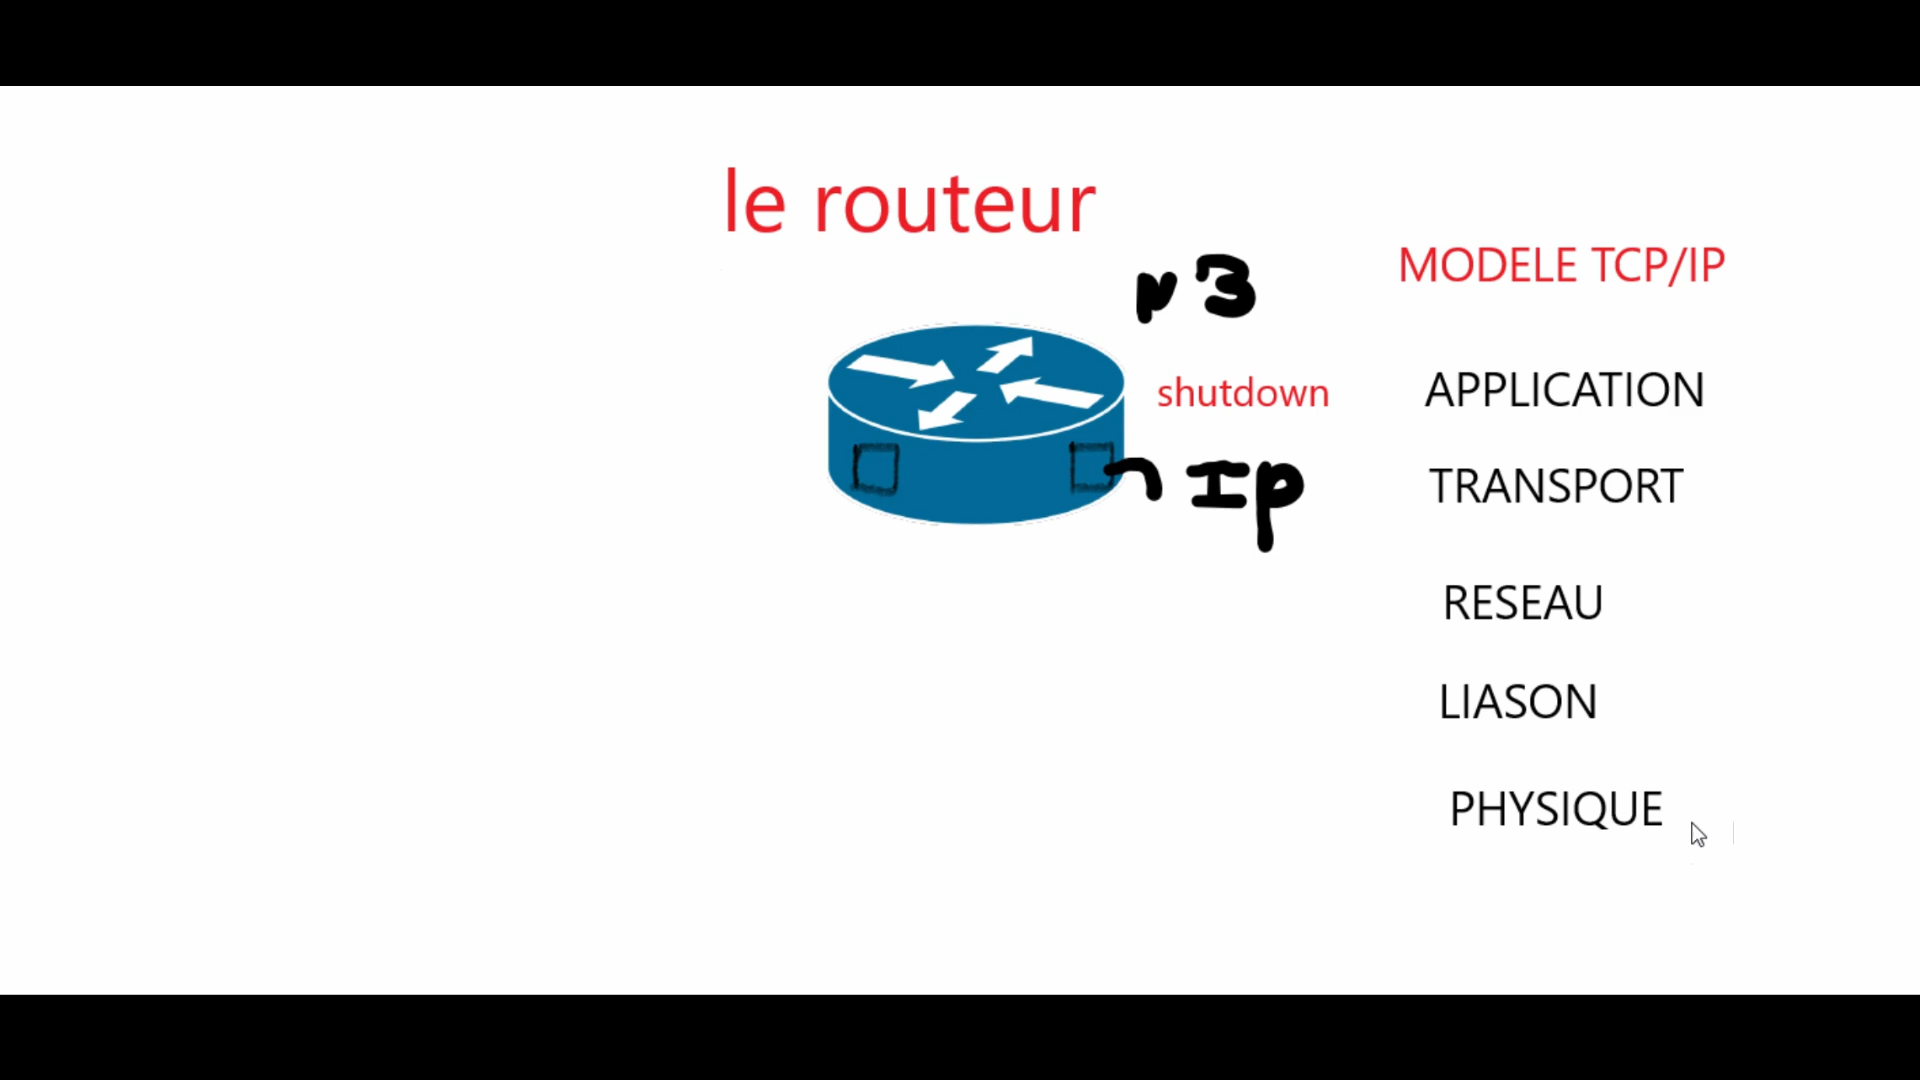 le routeur
N3
shutdown
Ip
MODELE TCP/IP
APPLICATION
TRANSPORT
RESEAU
LIASON
PHYSIQUE